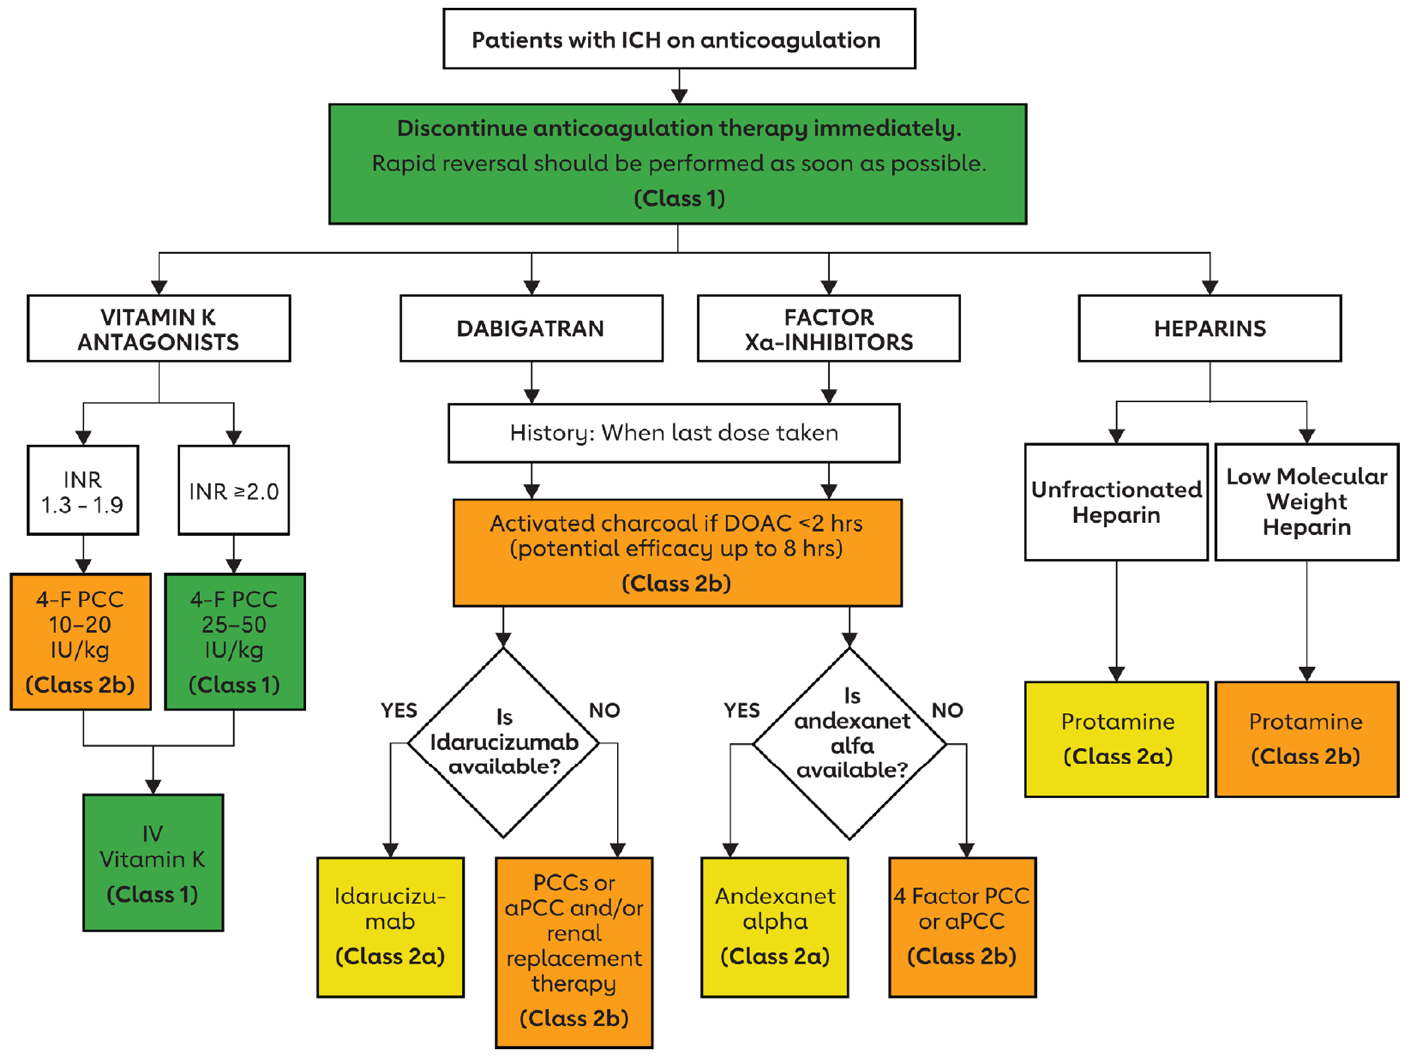 Patients with ICH on anticoagulation
Discontinue anticoagulation therapy immediately.
Rapid reversal should be performed as soon as possible.
(Class 1)
VITAMIN K
ANTAGONISTS
DABIGATRAN
FACTOR
Xa-INHIBITORS
HEPARINS
History: When last dose taken
INR
1.3 - 1.9
INR ≥2.0
Unfractionated
Heparin
Low Molecular
Weight
Heparin
Activated charcoal if DOAC <2 hrs
(potential efficacy up to 8 hrs)
(Class 2b)
4-F PCC
10–20
IU/kg
(Class 2b)
4-F PCC
25–50
IU/kg
(Class 1)
YES
Is
Idarucizumab
available?
NO
YES
Is
andexanet
alfa
available?
NO
Protamine
(Class 2a)
Protamine
(Class 2b)
IV
Vitamin K
(Class 1)
Idarucizu-
mab
(Class 2a)
PCCs or
aPCC and/or
renal
replacement
therapy
(Class 2b)
Andexanet
alpha
(Class 2a)
4 Factor PCC
or aPCC
(Class 2b)